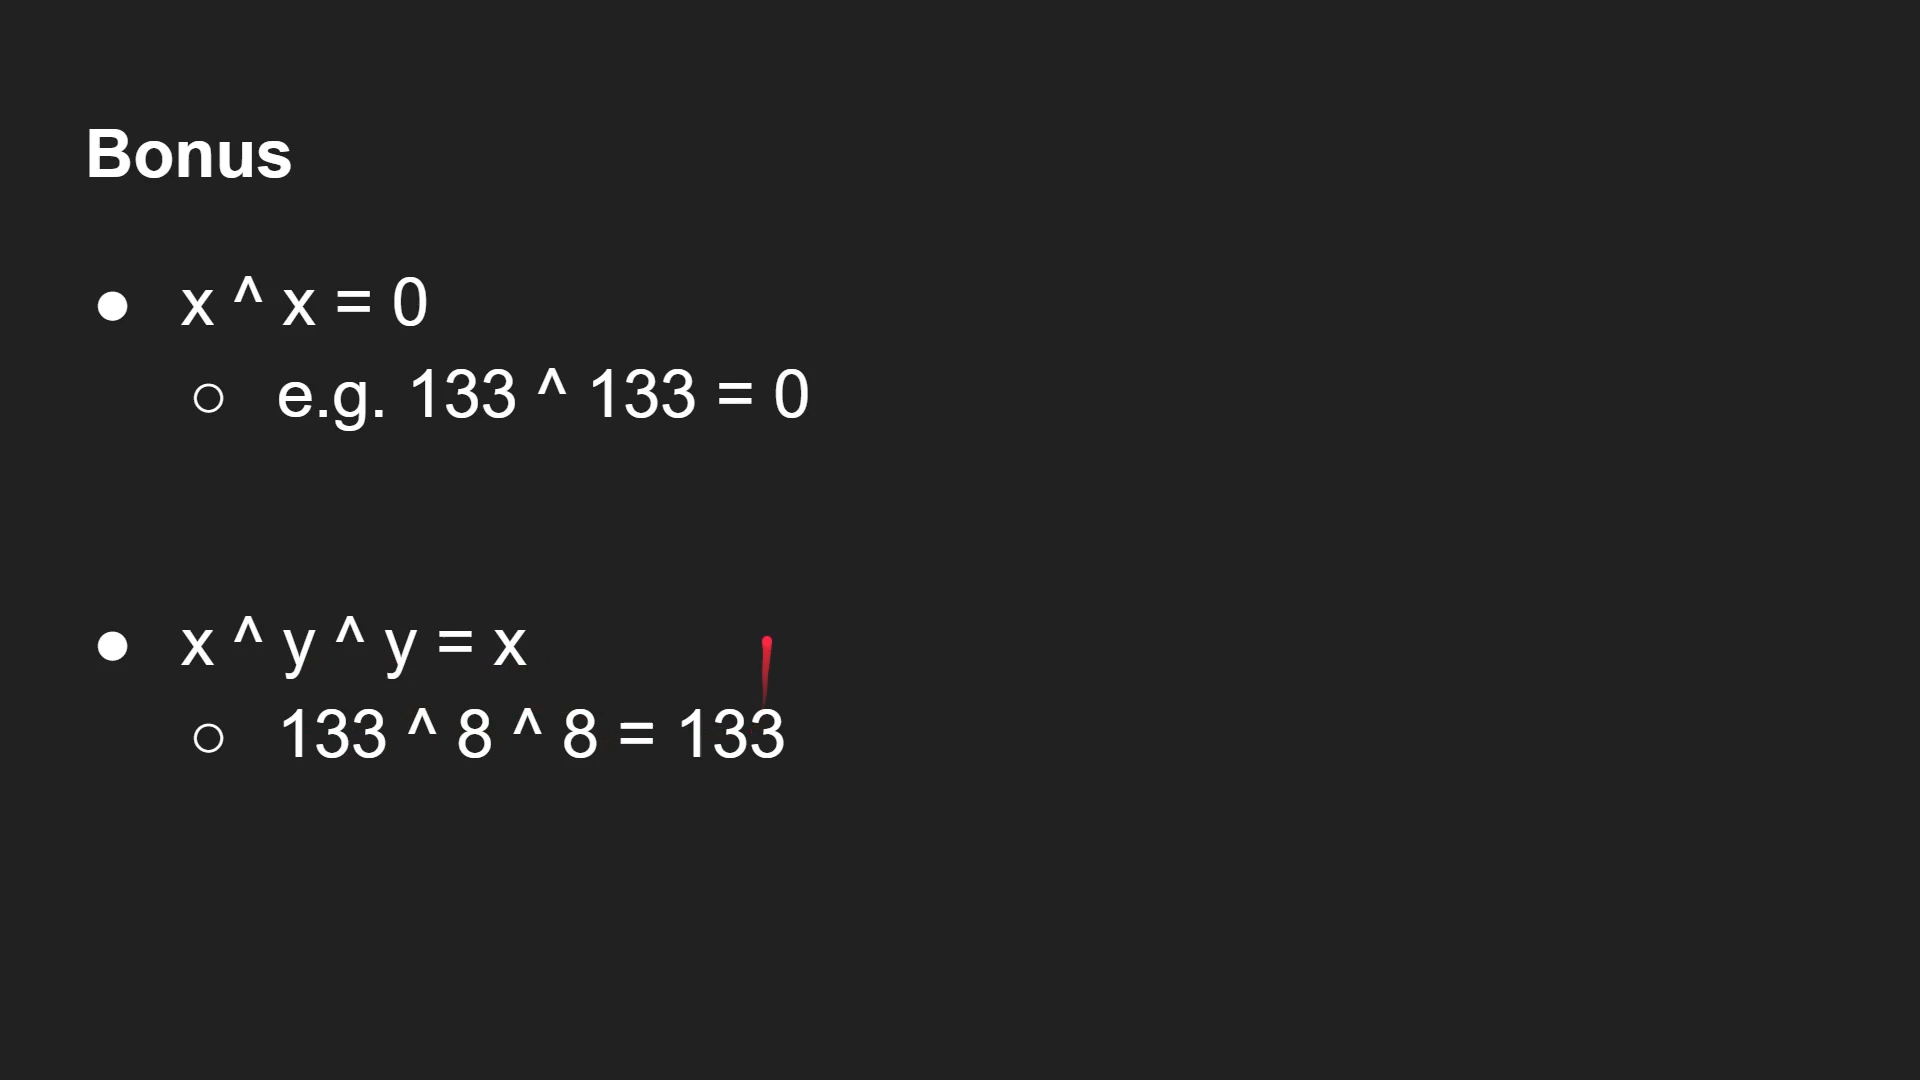 Bonus
● x ^ x = 0
○ e.g. 133 ^ 133 = 0
● x ^ y ^ y = x
○ 133 ^ 8 ^ 8 = 133